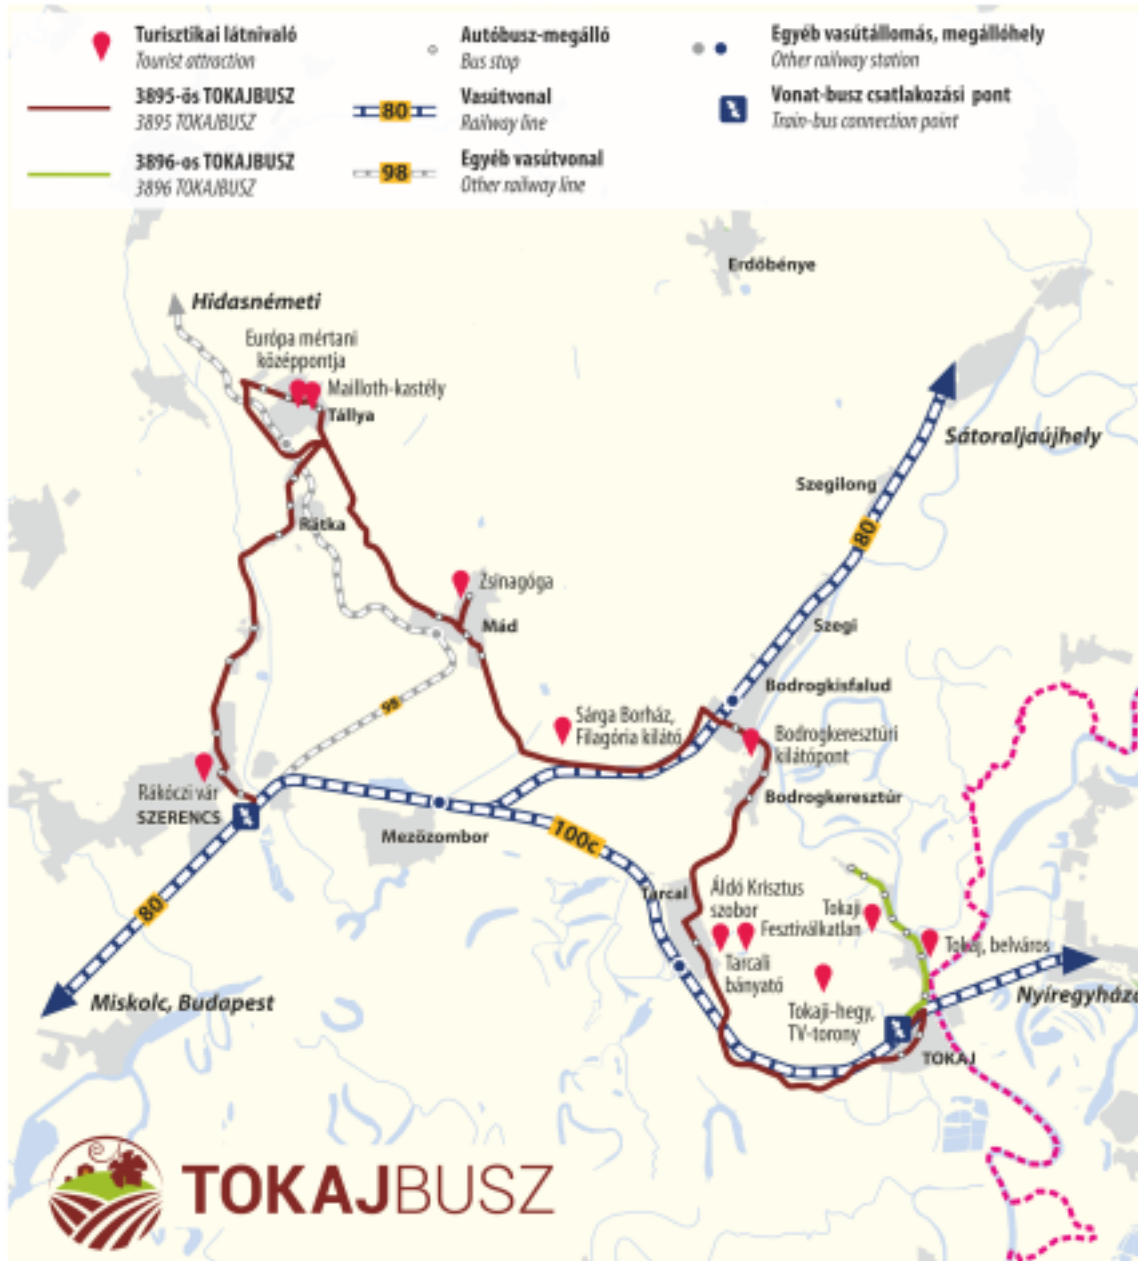 Turisztikai látnivaló
Tourist attraction
3895-ös TOKAJBUSZ
3895 TOKAJBUSZ
3896-os TOKAJBUSZ
3896 TOKAJBUSZ
Autóbusz-megálló
Bus stop
80
Vasútvonal
Railway line
98
Egyéb vasútvonal
Other railway line
Egyéb vasútállomás, megállóhely
Other railway station
Vonat-busz csatlakozási pont
Train-bus connection point
Erdőbénye
Hidasnémeti
Európa mértani
középpontja
Mailloth-kastély
Tállya
Sátoraljaújhely
Szegilong
80
Rátka
Zsinagóga
Mád
Szegi
Bodrogkisfalud
98
Sárga Borház,
Filagória kilátó
Bodrogkeresztúri
kilátópont
Rákóczi vár
SZERENCS
Bodrogkeresztúr
Mezőzombor
100c
Tarcal
Áldó Krisztus
szobor
Tokaji
Fesztiválkatlan
80
Tokaj, belváros
Tarcali
bányató
Miskolc, Budapest
Nyíregyháza
Tokaji-hegy,
TV-torony
TOKAJ
TOKAJBUSZ